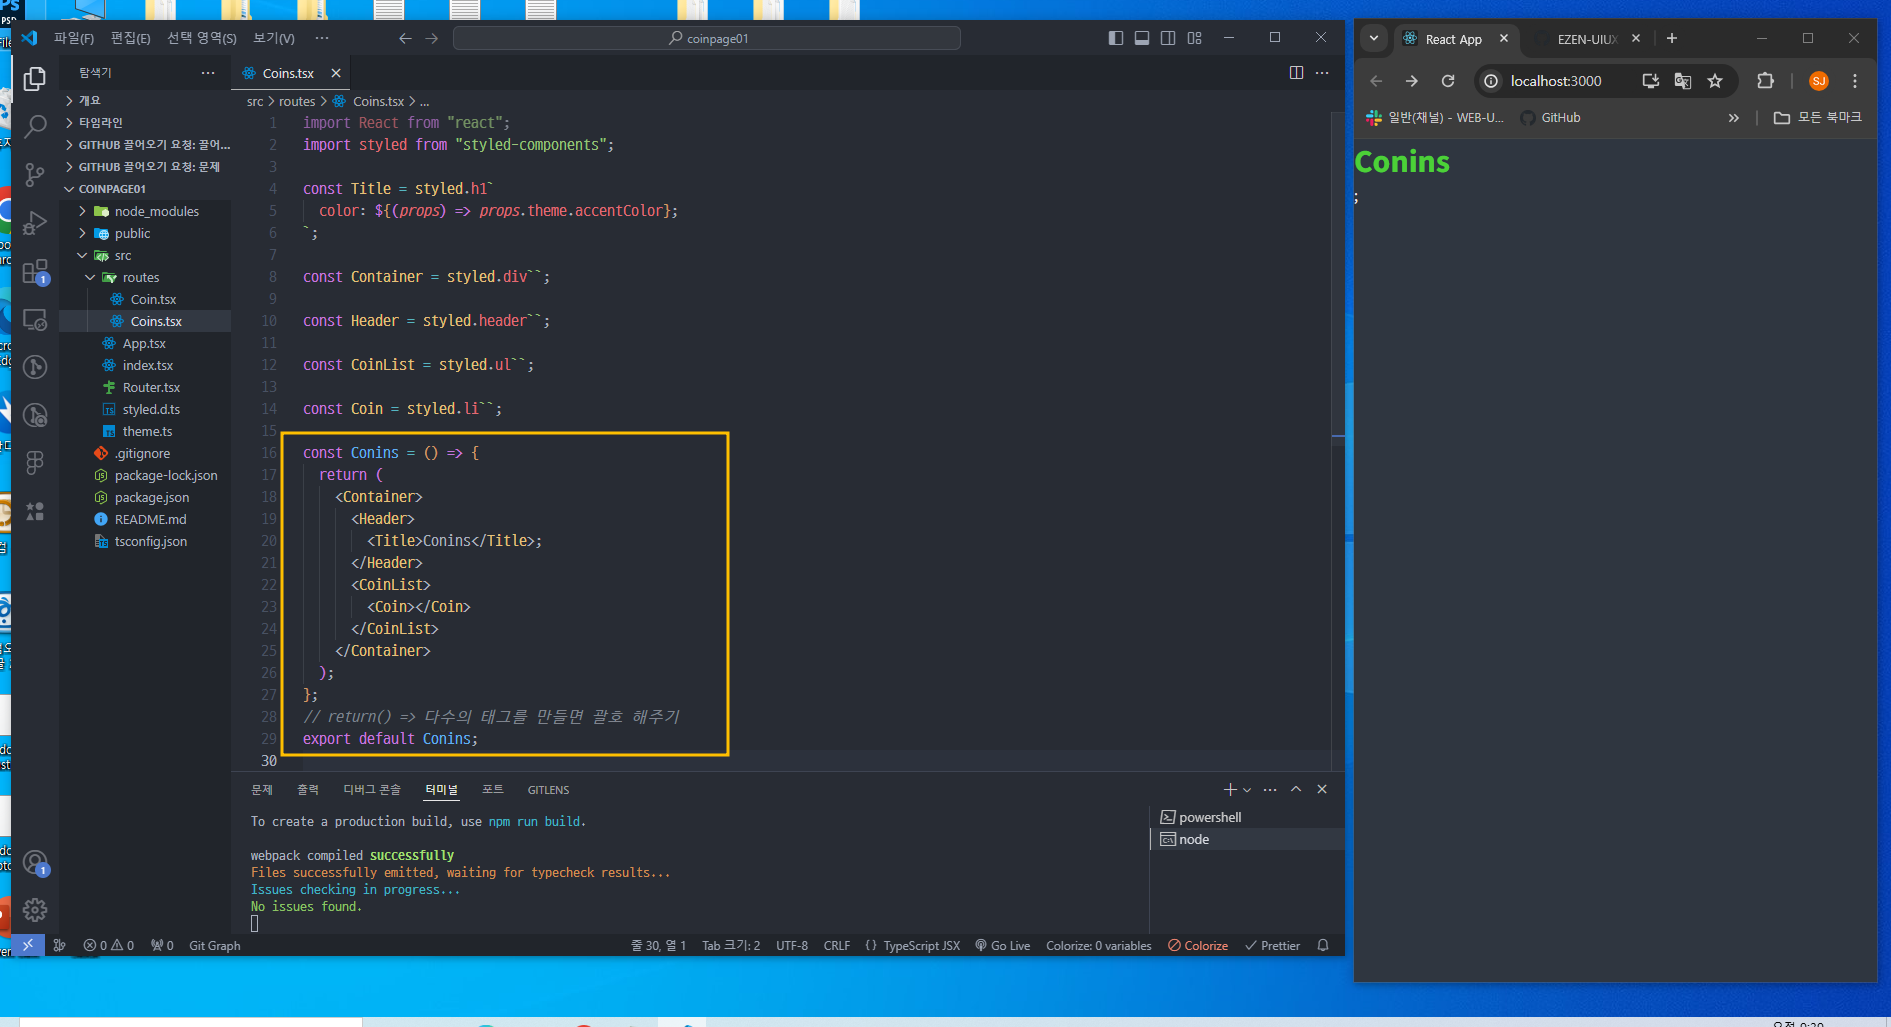 파일(F) 편집(E) 선택 영역(S) 보기(V) ··· coinpage01
탐색기 ···
개요
타임라인
GITHUB 끌어오기 요청: 끌어...
GITHUB 끌어오기 요청: 문제
COINPAGE01
node_modules
public
src
routes
Coin.tsx
Coins.tsx
App.tsx
index.tsx
Router.tsx
styled.d.ts
theme.ts
.gitignore
package-lock.json
package.json
README.md
tsconfig.json
Coins.tsx
src > routes > Coins.tsx > ...
1 import React from "react";
2 import styled from "styled-components";
3
4 const Title = styled.h1`
5 color: ${(props) => props.theme.accentColor};
6 `;
7
8 const Container = styled.div``;
9
10 const Header = styled.header``;
11
12 const CoinList = styled.ul``;
13
14 const Coin = styled.li``;
15
16 const Conins = () => {
17 return (
18 <Container>
19 <Header>
20 <Title>Conins</Title>;
21 </Header>
22 <CoinList>
23 <Coin></Coin>
24 </CoinList>
25 </Container>
26 );
27 };
28 // return() => 다수의 태그를 만들면 괄호 해주기
29 export default Conins;
30
문제 출력 디버그 콘솔 터미널 포트 GITLENS
To create a production build, use npm run build.
webpack compiled successfully
Files successfully emitted, waiting for typecheck results...
Issues checking in progress...
No issues found.
powershell
node
0 0 0 Git Graph 줄 30, 열 1 Tab 크기: 2 UTF-8 CRLF {} TypeScript JSX Go Live Colorize: 0 variables Colorize Prettier
React App EZEN-UIUX
localhost:3000 SJ
일반(채널) - WEB-U... GitHub » 모든 북마크
Conins
;